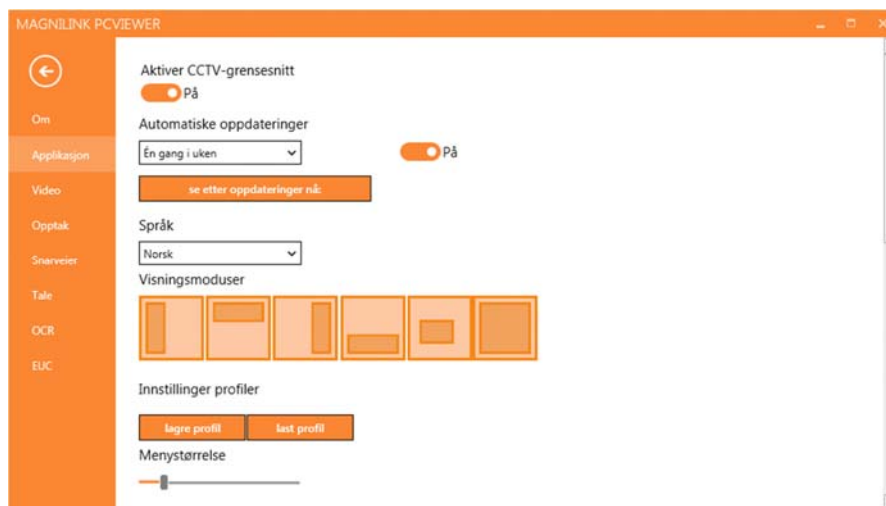 MAGNILINK PCVIEWER
Om
Applikasjon
Video
Opptak
Snarveier
Tale
OCR
EUC
Aktiver CCTV-grensesnitt
På
Automatiske oppdateringer
Én gang i uken
På
se etter oppdateringer nå:
Språk
Norsk
Visningsmoduser
Innstillinger profiler
lagre profil
last profil
Menystørrelse